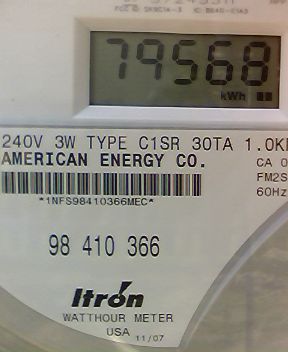 79568
kWh
240V 3W TYPE C1SR 30TA 1.0K
AMERICAN ENERGY CO.
CA 0
FM2S
60Hz
*1NFS98410366MEC*
98 410 366
Itron
WATTHOUR METER
USA 11/07